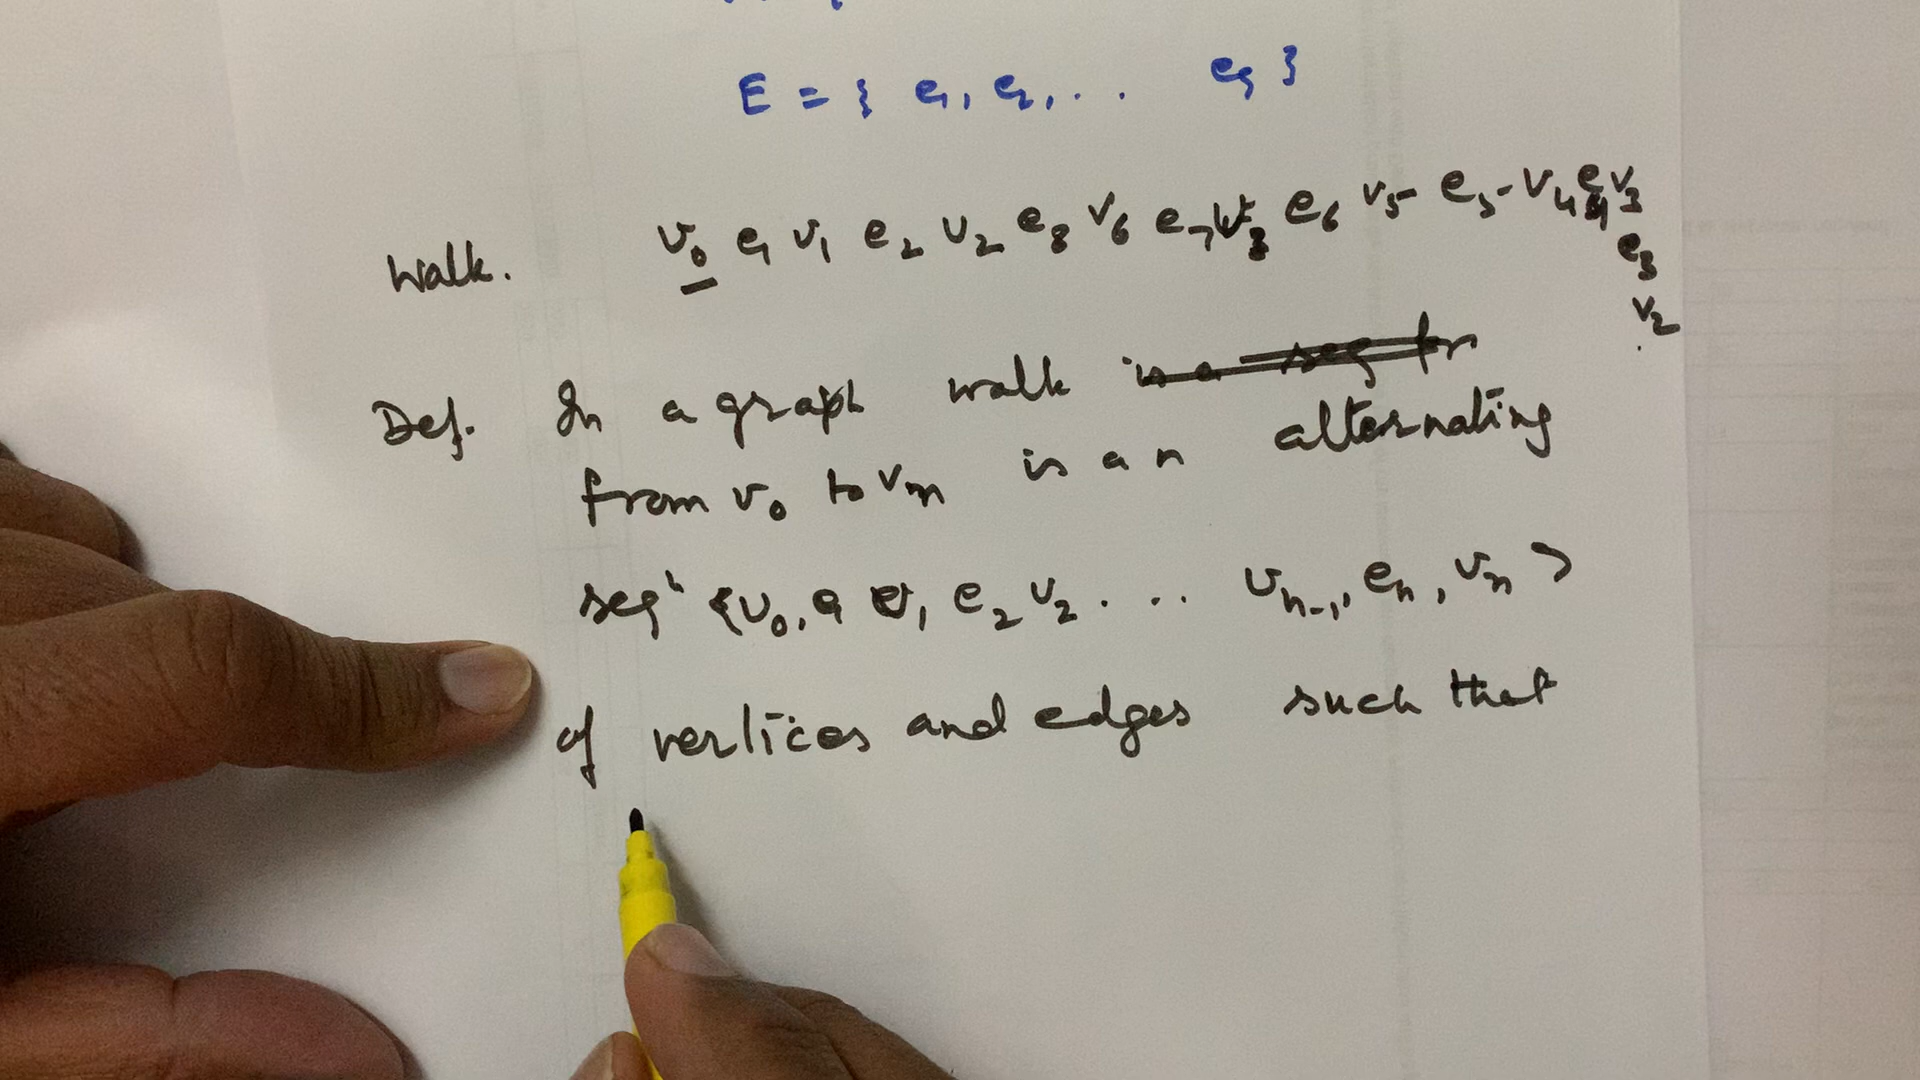 E = { e1, e2, . . . e9 }
Walk. v0 e1 v1 e2 v2 e8 v6 e7 e6 v5 e5 v4 e4 v3
e3
v2
Def. In a graph walk
from v0 to vn is an alternating
seqn v0, e1 v1 e2 v2 . . . vn-1, en, vn >
of vertices and edges such that